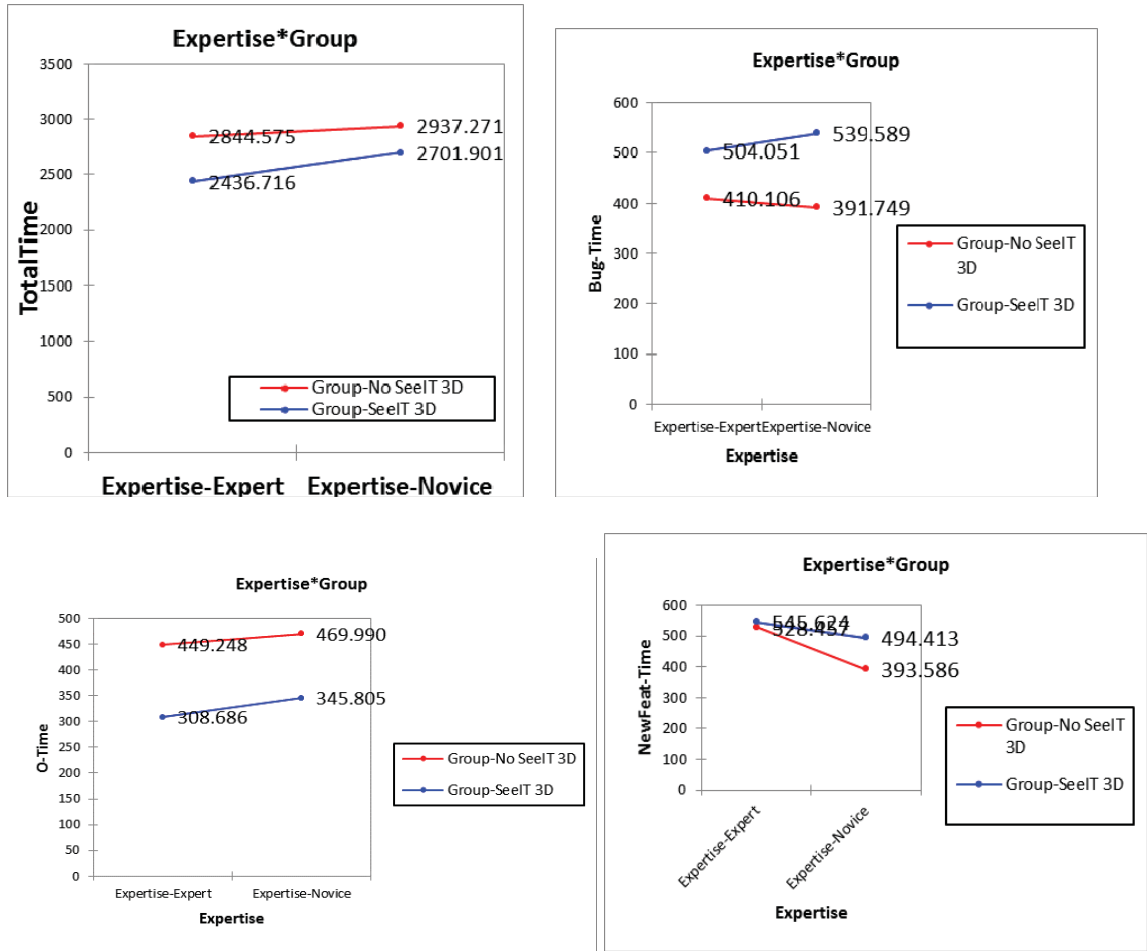 Expertise*Group
3500
3000
2500
2000
1500
1000
500
0
TotalTime
2844.575
2937.271
2436.716
2701.901
Group-No SeeIT 3D
Group-SeeIT 3D
Expertise-Expert
Expertise-Novice
Expertise*Group
600
500
400
300
200
100
0
Bug-Time
504.051
539.589
410.106
391.749
Expertise-Expert
Expertise-Novice
Expertise
Group-No SeeIT
3D
Group-SeeIT 3D
Expertise*Group
500
450
400
350
300
250
200
150
100
50
0
O-Time
449.248
469.990
308.686
345.805
Expertise-Expert
Expertise-Novice
Expertise
Group-No SeeIT 3D
Group-SeeIT 3D
Expertise*Group
600
500
400
300
200
100
0
NewFeat-Time
545.624
528.457
494.413
393.586
Expertise-Expert
Expertise-Novice
Expertise
Group-No SeeIT
3D
Group-SeeIT 3D